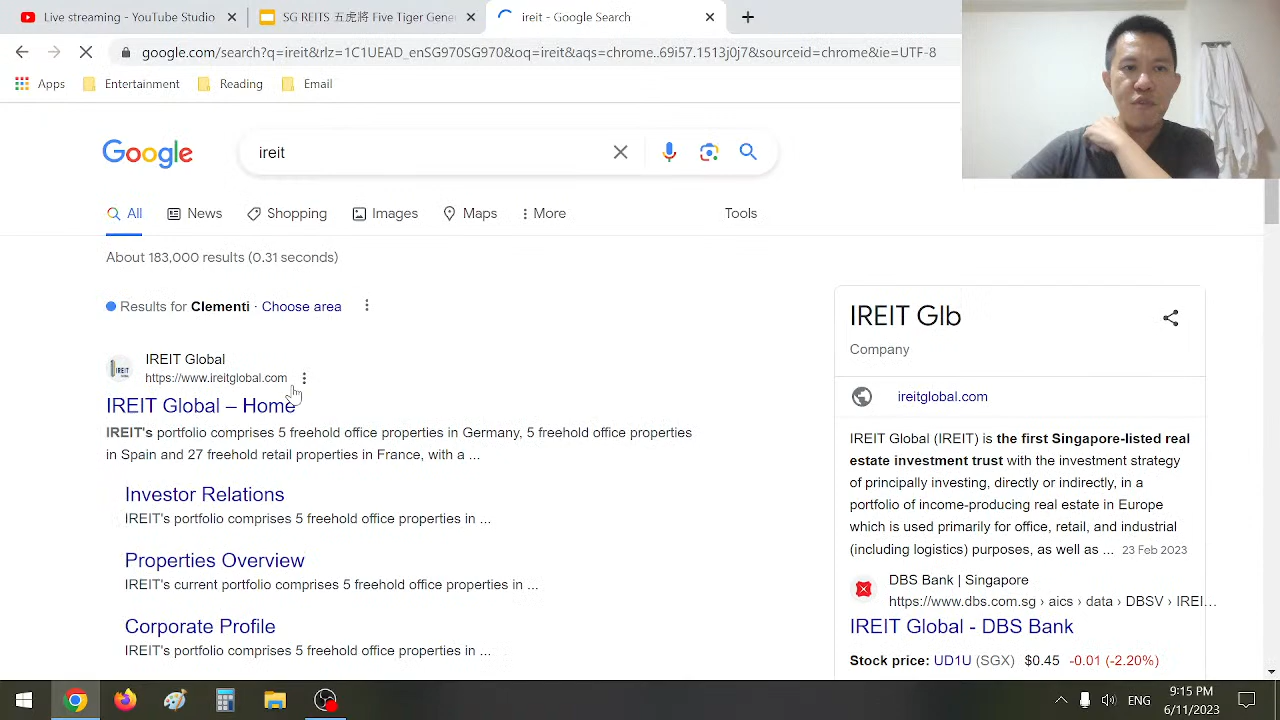 Live streaming - YouTube Studio
SG REITS 五虎將 Five Tiger Gene
ireit - Google Search
google.com/search?q=ireit&rlz=1C1UEAD_enSG970SG970&oq=ireit&aqs=chrome..69i57.1513j0j7&sourceid=chrome&ie=UTF-8
Apps
Entertainment
Reading
Email
Google
ireit
All
News
Shopping
Images
Maps
More
Tools
About 183,000 results (0.31 seconds)
Results for Clementi · Choose area
IREIT Global
https://www.ireitglobal.com
IREIT Global – Home
IREIT's portfolio comprises 5 freehold office properties in Germany, 5 freehold office properties
in Spain and 27 freehold retail properties in France, with a ...
Investor Relations
IREIT's portfolio comprises 5 freehold office properties in ...
Properties Overview
IREIT's current portfolio comprises 5 freehold office properties in ...
Corporate Profile
IREIT's portfolio comprises 5 freehold office properties in ...
IREIT Glb
Company
ireitglobal.com
IREIT Global (IREIT) is the first Singapore-listed real
estate investment trust with the investment strategy
of principally investing, directly or indirectly, in a
portfolio of income-producing real estate in Europe
which is used primarily for office, retail, and industrial
(including logistics) purposes, as well as ... 23 Feb 2023
DBS Bank | Singapore
https://www.dbs.com.sg › aics › data › DBSV › IREI...
IREIT Global - DBS Bank
Stock price: UD1U (SGX) $0.45 -0.01 (-2.20%)
ENG
9:15 PM
6/11/2023